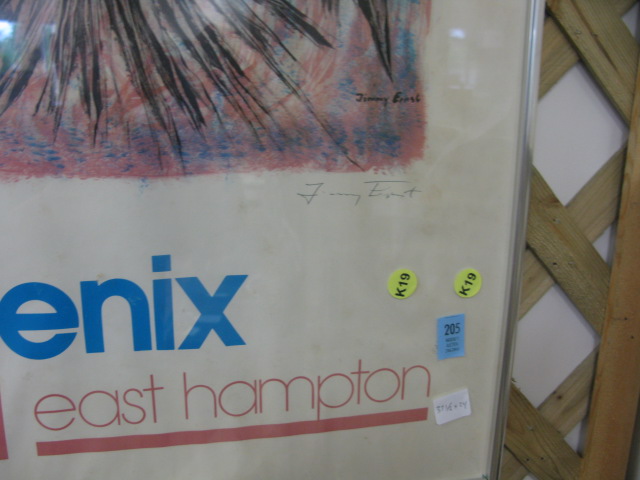 Jimmy Ernst
Jimmy Ernst
K19 K19
enix
205
east hampton